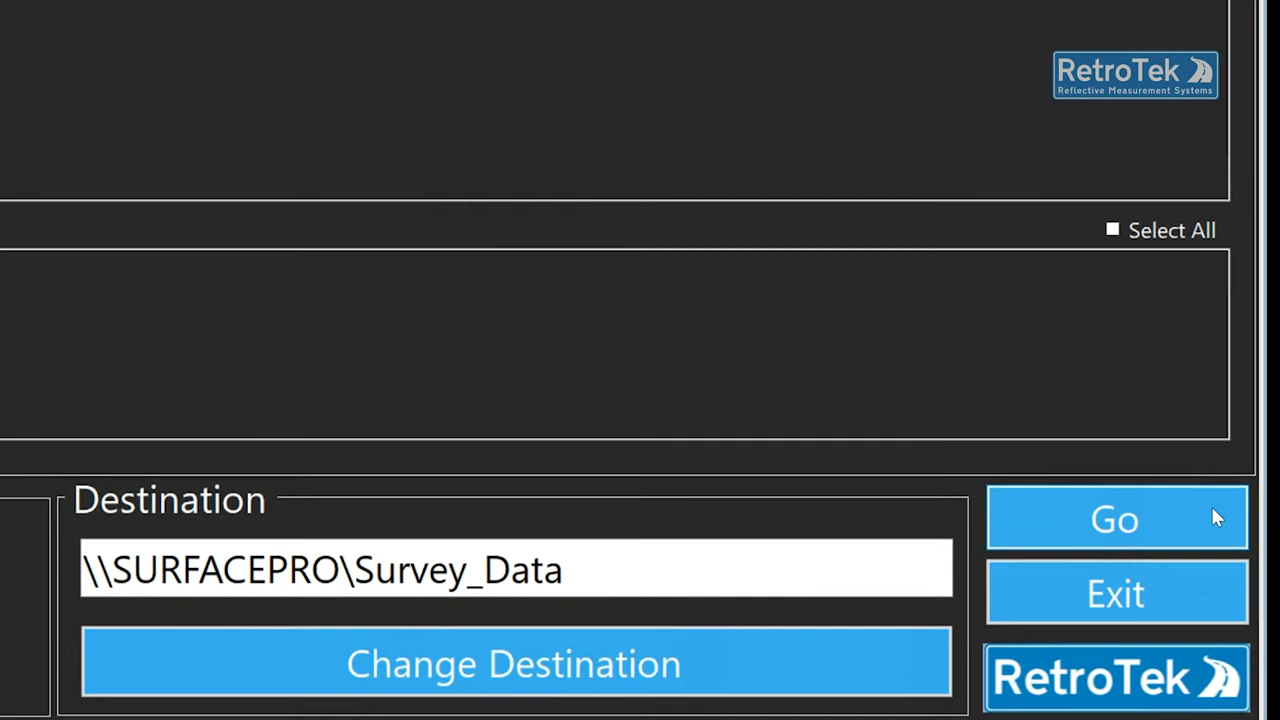 RetroTek
Reflective Measurement Systems
Select All
Destination
\\SURFACEPRO\Survey_Data
Change Destination
Go
Exit
RetroTek